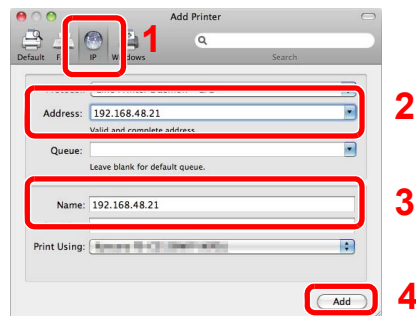 Add Printer
1
Default IP Windows Search
Address: 192.168.48.21
2
Valid and complete address.
Queue:
Leave blank for default queue.
Name: 192.168.48.21
3
Print Using:
Add
4